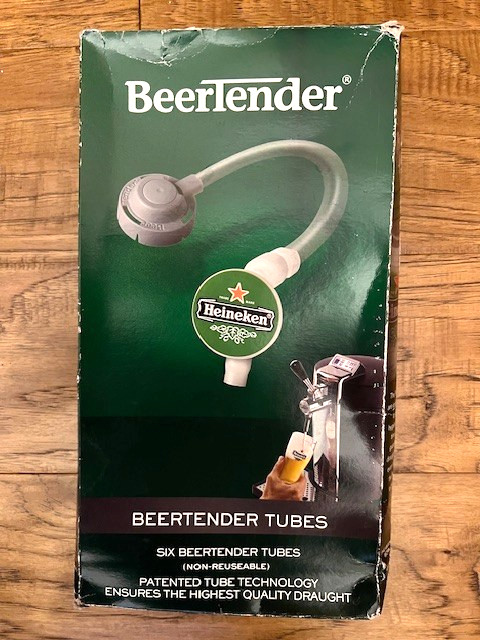 BeerTender®
Heineken®
BEERTENDER TUBES
SIX BEERTENDER TUBES
(NON-REUSEABLE)
PATENTED TUBE TECHNOLOGY
ENSURES THE HIGHEST QUALITY DRAUGHT